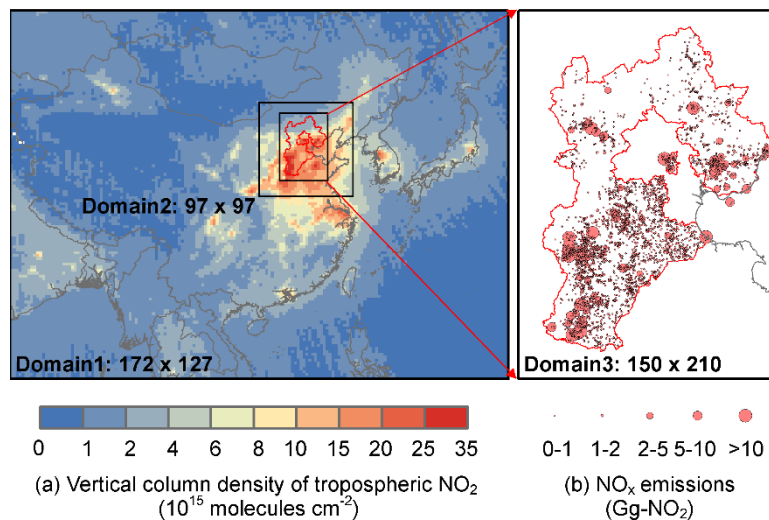 Domain2: 97 x 97
Domain1: 172 x 127
Domain3: 150 x 210
0 1 2 4 6 8 10 15 20 25 35
0-1 1-2 2-5 5-10 >10
(a) Vertical column density of tropospheric NO₂
(10¹⁵ molecules cm⁻²)
(b) NOₓ emissions
(Gg-NO₂)